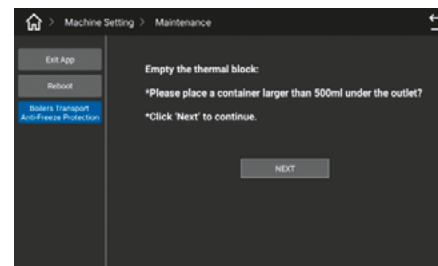 > Machine Setting > Maintenance
Exit App
Reboot
Boilers Transport
Anti-Freeze Protection
Empty the thermal block:
*Please place a container larger than 500ml under the outlet?
*Click 'Next' to continue.
NEXT